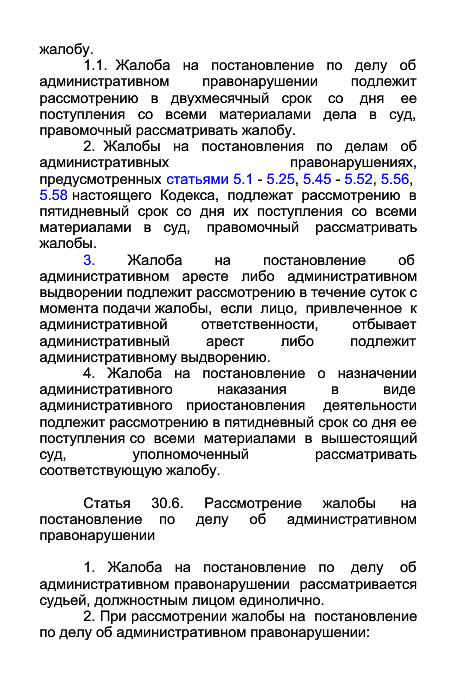 жалобу.
1.1. Жалоба на постановление по делу об
административном правонарушении подлежит
рассмотрению в двухмесячный срок со дня ее
поступления со всеми материалами дела в суд,
правомочный рассматривать жалобу.
2. Жалобы на постановления по делам об
административных правонарушениях,
предусмотренных статьями 5.1 - 5.25, 5.45 - 5.52, 5.56,
5.58 настоящего Кодекса, подлежат рассмотрению в
пятидневный срок со дня их поступления со всеми
материалами в суд, правомочный рассматривать
жалобы.
3. Жалоба на постановление об
административном аресте либо административном
выдворении подлежит рассмотрению в течение суток с
момента подачи жалобы, если лицо, привлеченное к
административной ответственности, отбывает
административный арест либо подлежит
административному выдворению.
4. Жалоба на постановление о назначении
административного наказания в виде
административного приостановления деятельности
подлежит рассмотрению в пятидневный срок со дня ее
поступления со всеми материалами в вышестоящий
суд, уполномоченный рассматривать
соответствующую жалобу.
Статья 30.6. Рассмотрение жалобы на
постановление по делу об административном
правонарушении
1. Жалоба на постановление по делу об
административном правонарушении рассматривается
судьей, должностным лицом единолично.
2. При рассмотрении жалобы на постановление
по делу об административном правонарушении: